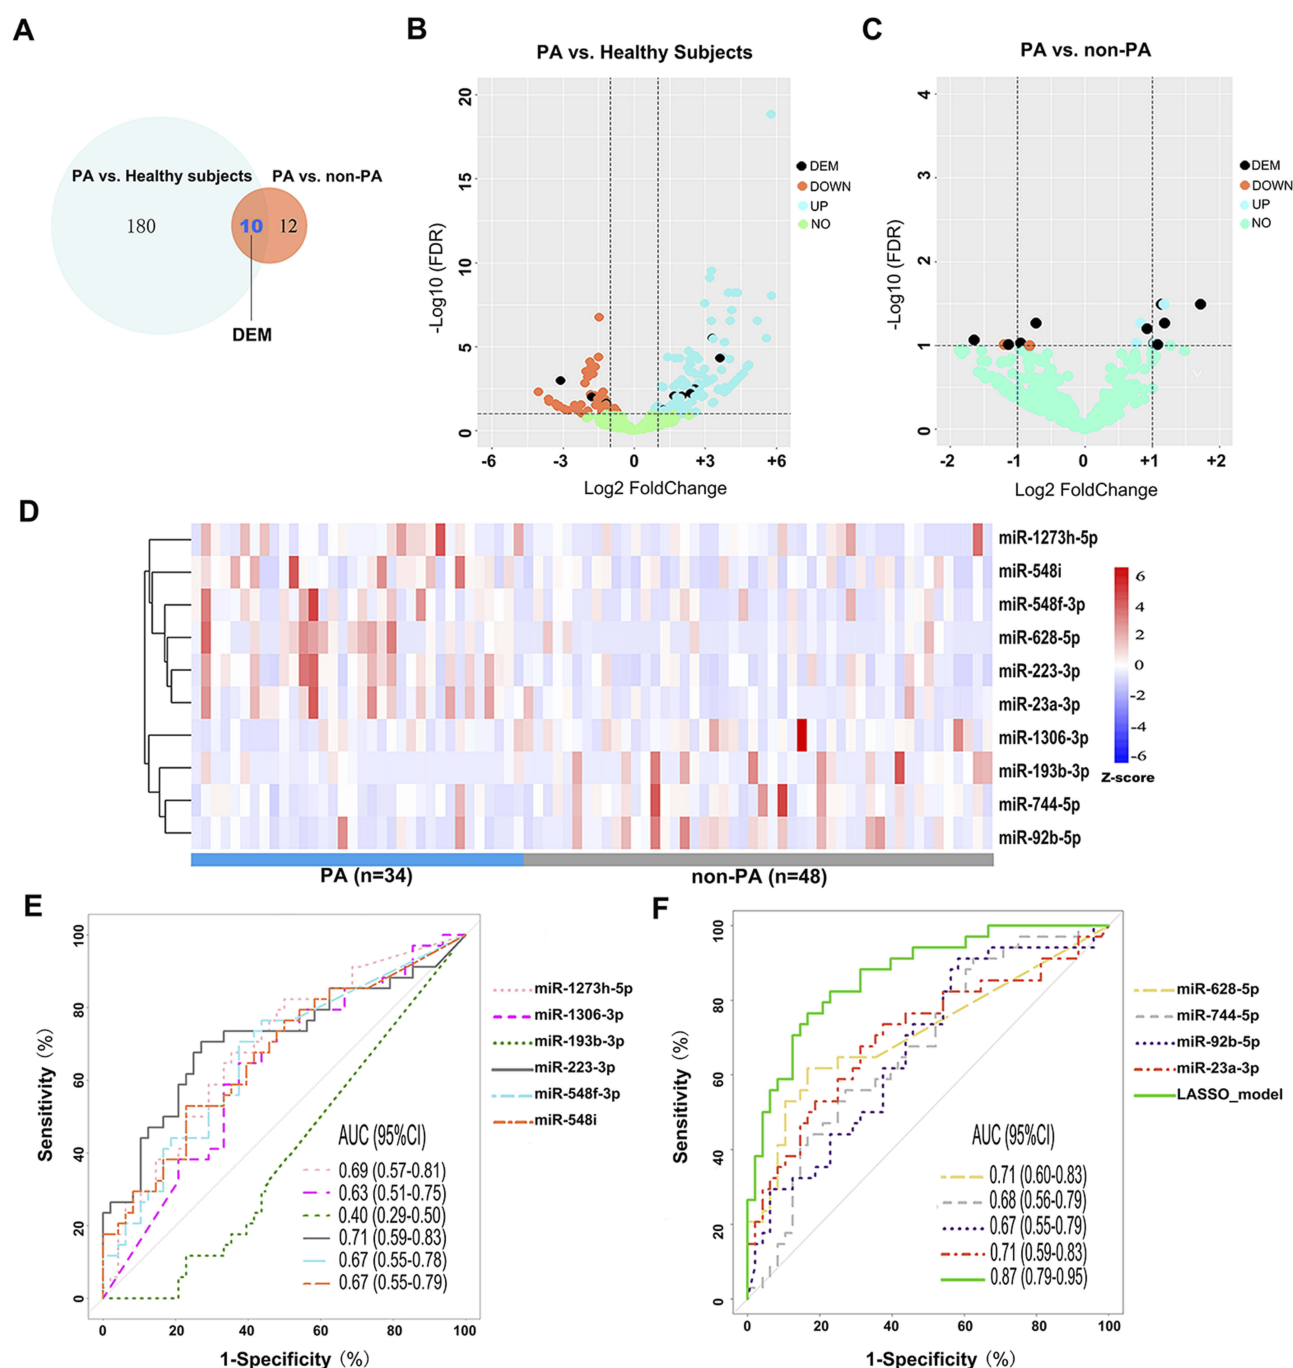 A
PA vs. Healthy subjects
PA vs. non-PA
180
10
12
DEM
B
PA vs. Healthy Subjects
20
15
10
5
0
-Log10 (FDR)
-6
-3
0
+3
+6
Log2 FoldChange
DEM
DOWN
UP
NO
C
PA vs. non-PA
4
3
2
1
0
-Log10 (FDR)
-2
-1
0
+1
+2
Log2 FoldChange
DEM
DOWN
UP
NO
D
miR-1273h-5p
miR-548i
miR-548f-3p
miR-628-5p
miR-223-3p
miR-23a-3p
miR-1306-3p
miR-193b-3p
miR-744-5p
miR-92b-5p
6
4
2
0
-2
-4
-6
Z-score
PA (n=34)
non-PA (n=48)
E
100
80
60
40
20
0
Sensitivity (%)
0
20
40
60
80
100
1-Specificity (%)
miR-1273h-5p
miR-1306-3p
miR-193b-3p
miR-223-3p
miR-548f-3p
miR-548i
AUC (95%CI)
0.69 (0.57-0.81)
0.63 (0.51-0.75)
0.40 (0.29-0.50)
0.71 (0.59-0.83)
0.67 (0.55-0.78)
0.67 (0.55-0.79)
F
100
80
60
40
20
0
Sensitivity (%)
0
20
40
60
80
100
1-Specificity (%)
miR-628-5p
miR-744-5p
miR-92b-5p
miR-23a-3p
LASSO_model
AUC (95%CI)
0.71 (0.60-0.83)
0.68 (0.56-0.79)
0.67 (0.55-0.79)
0.71 (0.59-0.83)
0.87 (0.79-0.95)